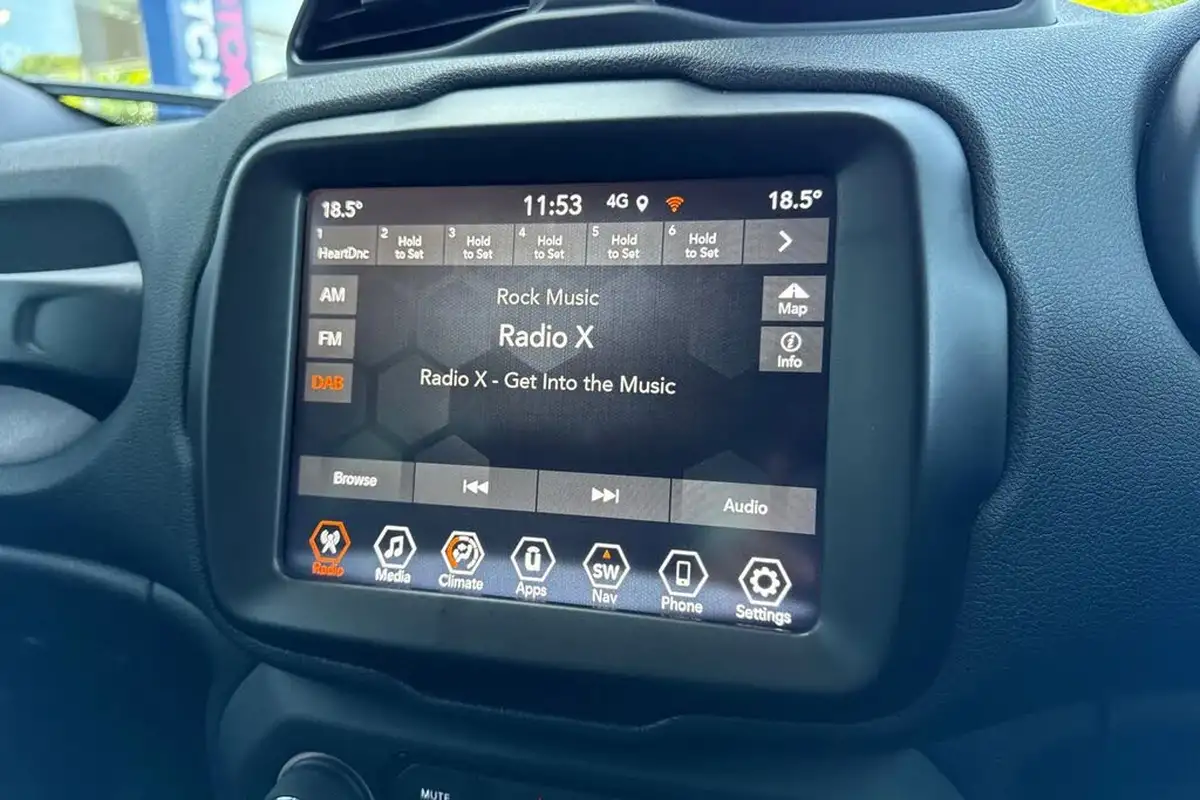 18.5°
11:53
4G
18.5°
1
HeartDnc
2
Hold
to Set
3
Hold
to Set
4
Hold
to Set
5
Hold
to Set
6
Hold
to Set
AM
FM
DAB
Rock Music
Radio X
Radio X - Get Into the Music
Map
Info
Browse
Audio
Radio
Media
Climate
Apps
SW
Nav
Phone
Settings
MUTE